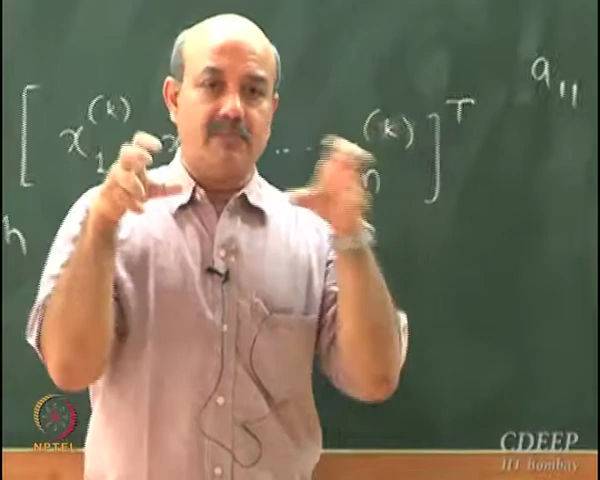 [ x₁⁽ᵏ⁾ x .... ₙ⁽ᵏ⁾ ]ᵀ a₁₁
h
NPTEL
CDEEP
IIT Bombay